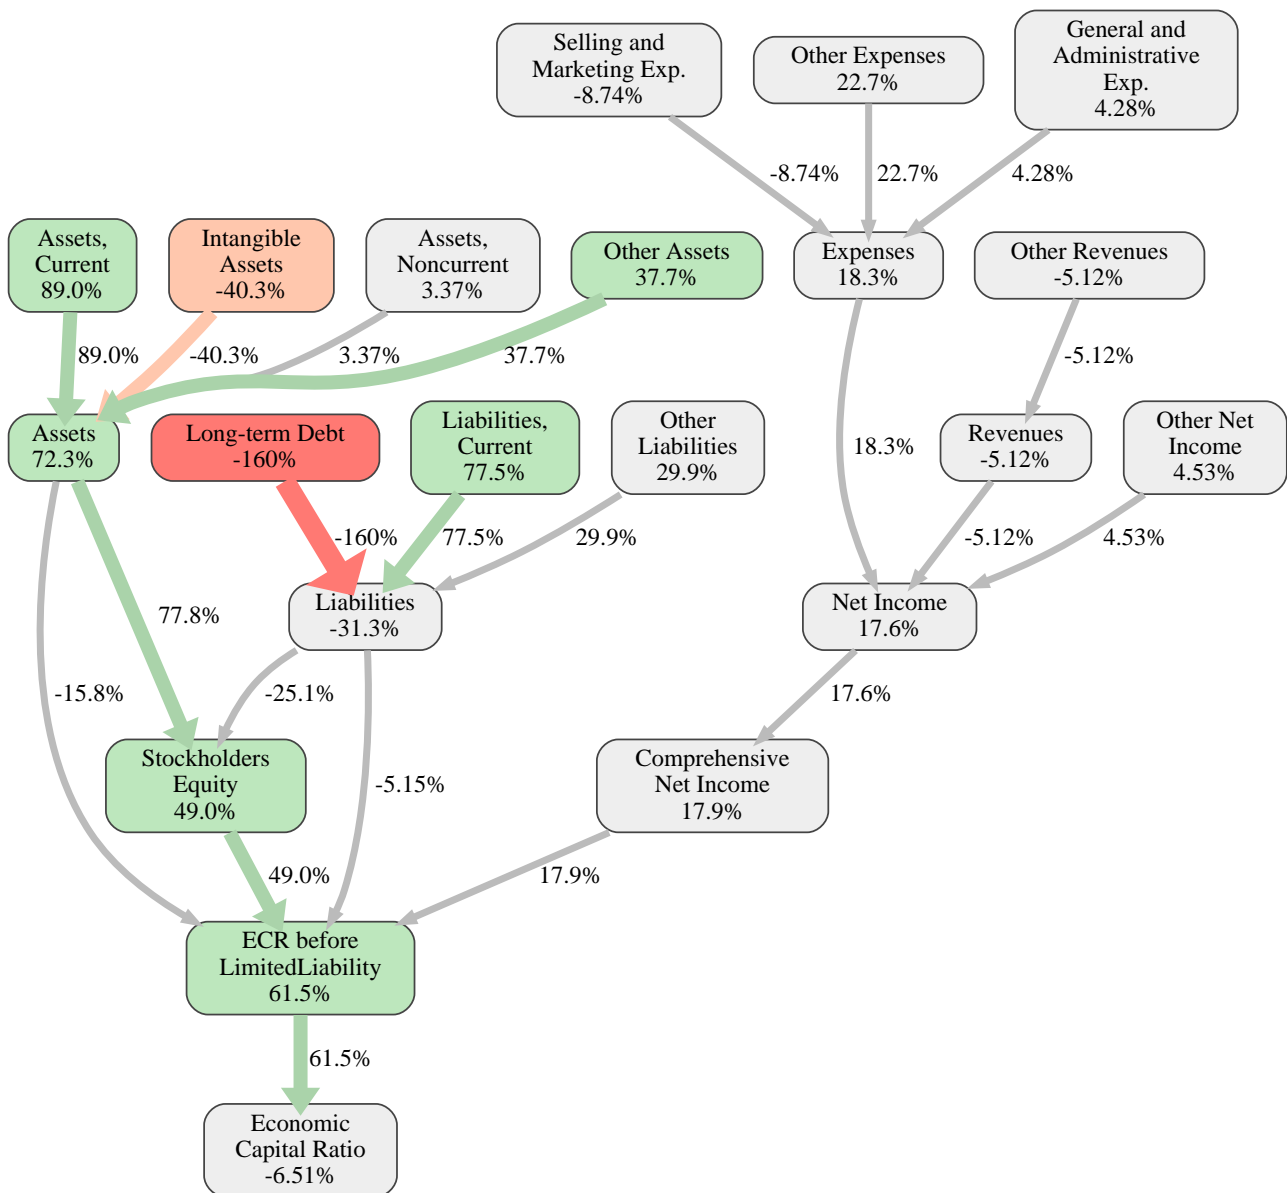 Selling and
Marketing Exp.
-8.74%
Other Expenses
22.7%
General and
Administrative
Exp.
4.28%
-8.74%
22.7%
4.28%
Assets,
Current
89.0%
Intangible
Assets
-40.3%
Assets,
Noncurrent
3.37%
Other Assets
37.7%
Expenses
18.3%
Other Revenues
-5.12%
89.0%
-40.3%
3.37%
37.7%
-5.12%
Assets
72.3%
Long-term Debt
-160%
Liabilities,
Current
77.5%
Other
Liabilities
29.9%
18.3%
Revenues
-5.12%
Other Net
Income
4.53%
-160%
77.5%
29.9%
-5.12%
4.53%
77.8%
Liabilities
-31.3%
Net Income
17.6%
-15.8%
-25.1%
17.6%
Stockholders
Equity
49.0%
-5.15%
Comprehensive
Net Income
17.9%
49.0%
17.9%
ECR before
LimitedLiability
61.5%
61.5%
Economic
Capital Ratio
-6.51%